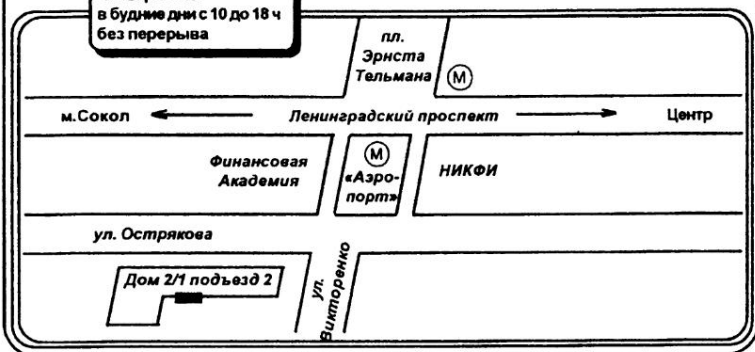 в будние дни с 10 до 18 ч
без перерыва
пл.
Эрнста
Тельмана
М
м.Сокол
Ленинградский проспект
Центр
Финансовая
Академия
М
«Аэро-
порт»
НИКФИ
ул. Острякова
Дом 2/1 подъезд 2
ул.
Викторенко